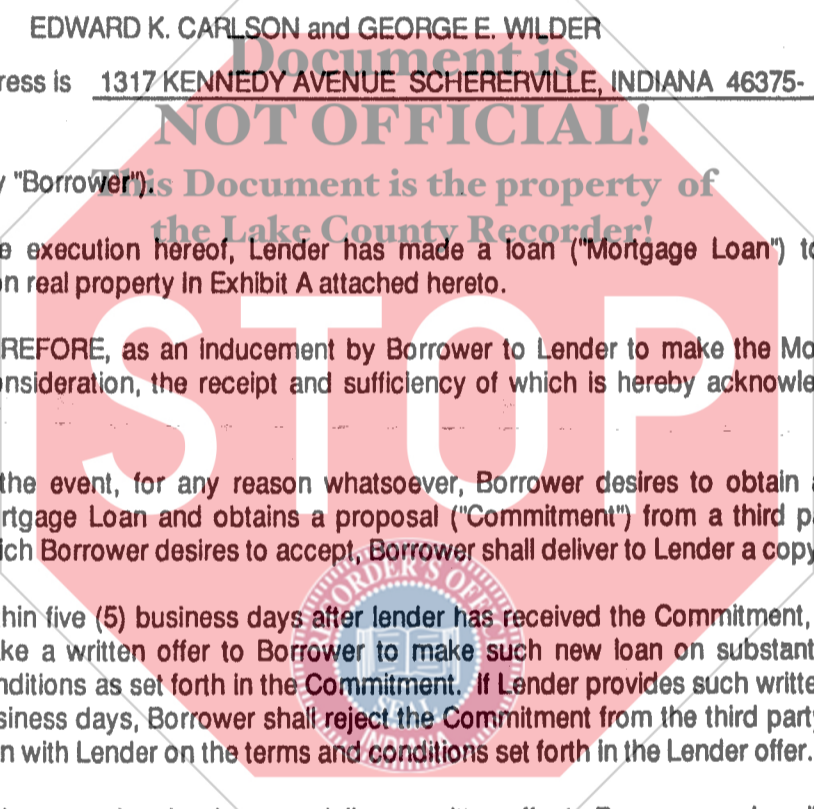 EDWARD K. CARLSON and GEORGE E. WILDER
Document is
ress is 1317 KENNEDY AVENUE SCHERERVILLE, INDIANA 46375-
NOT OFFICIAL!
y "Borrower").
This Document is the property of
the Lake County Recorder!
e execution hereof, Lender has made a loan ("Mortgage Loan") to
on real property in Exhibit A attached hereto.
STOP
REFORE, as an inducement by Borrower to Lender to make the Mo
nsideration, the receipt and sufficiency of which is hereby acknowle
the event, for any reason whatsoever, Borrower desires to obtain a
rtgage Loan and obtains a proposal ("Commitment") from a third pa
ich Borrower desires to accept, Borrower shall deliver to Lender a copy
hin five (5) business days after lender has received the Commitment,
ke a written offer to Borrower to make such new loan on substant
nditions as set forth in the Commitment. If Lender provides such writte
siness days, Borrower shall reject the Commitment from the third party
n with Lender on the terms and conditions set forth in the Lender offer.
RECORDER'S OFFICE
SEAL
INDIANA